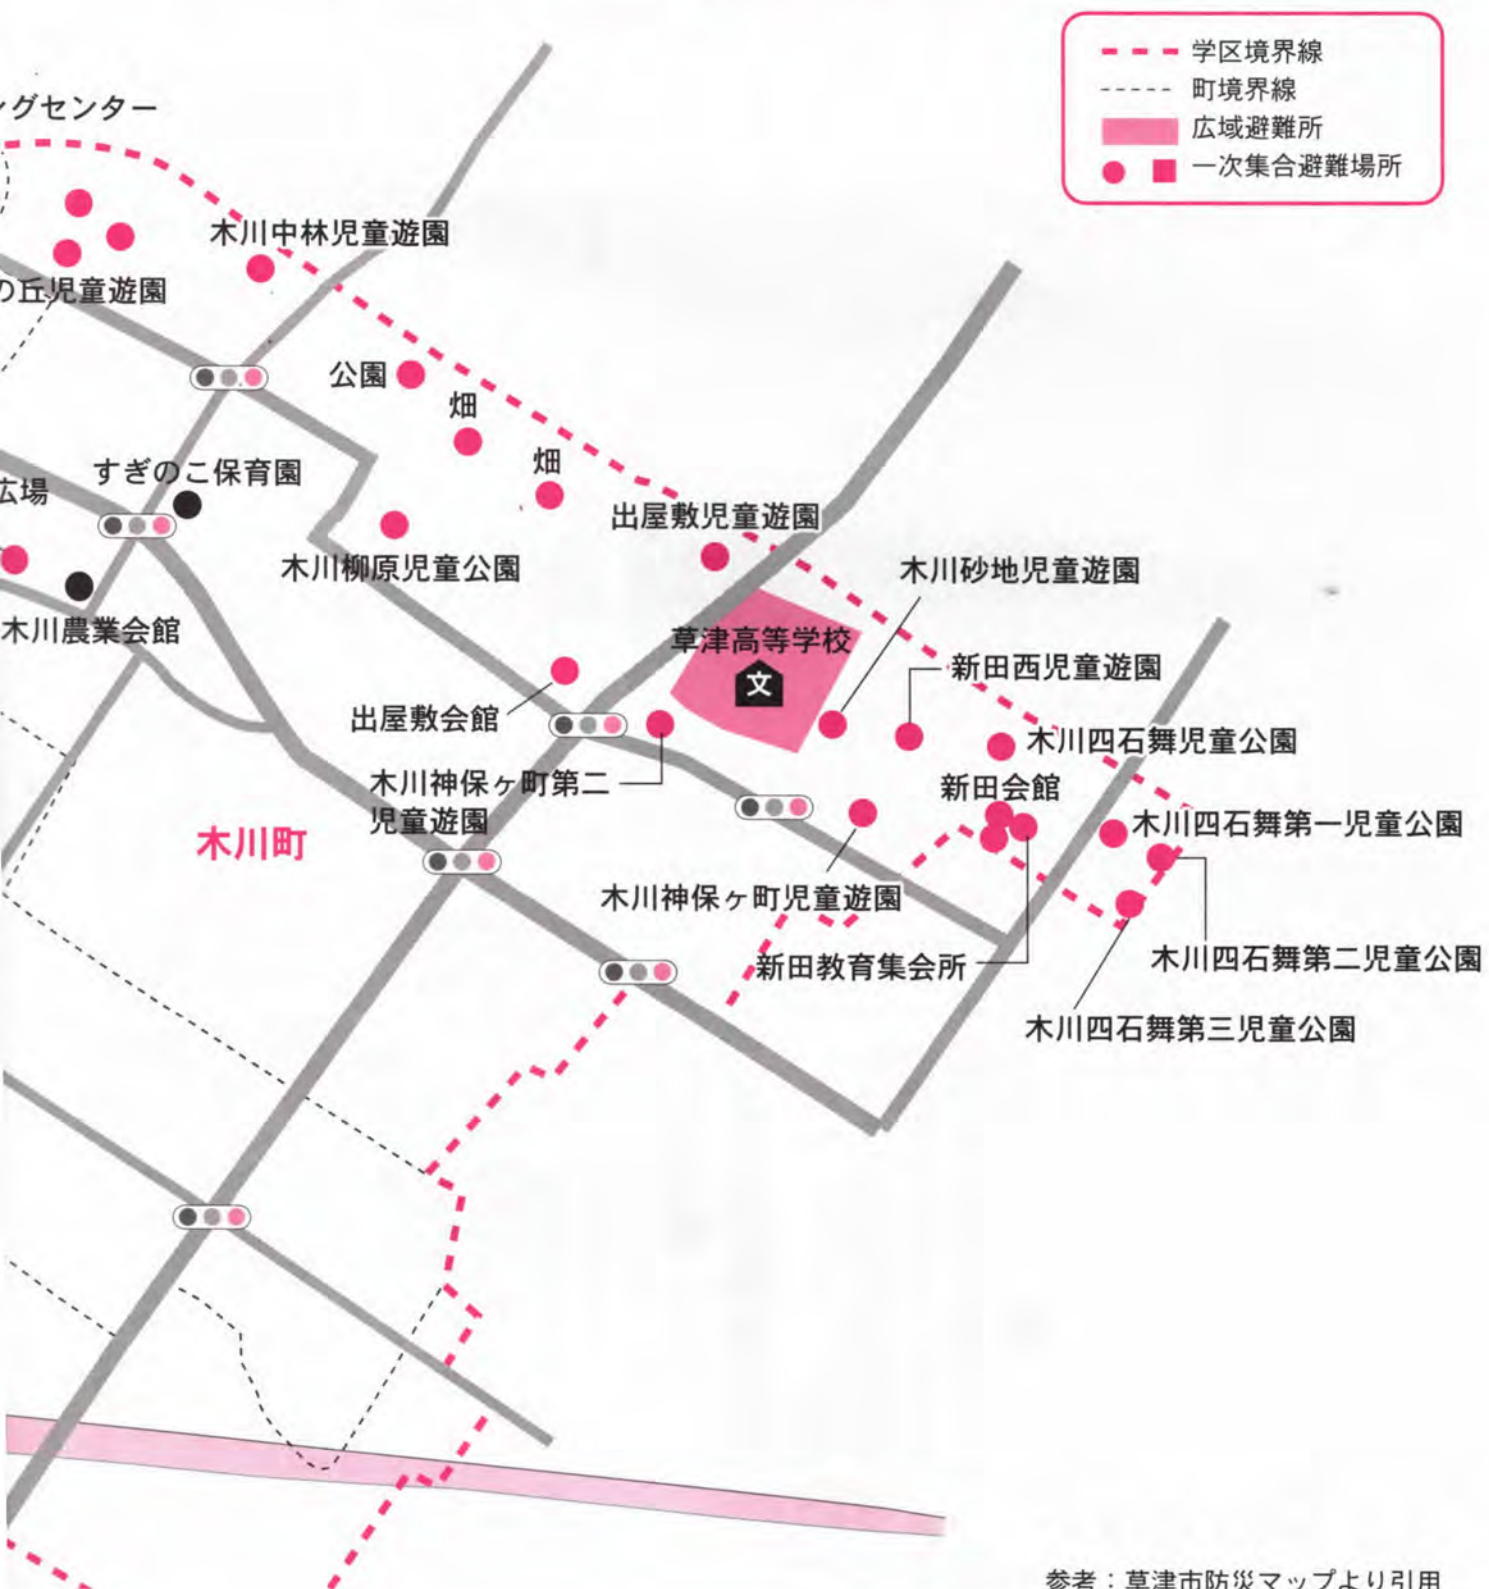 学区境界線
町境界線
広域避難所
一次集合避難場所
ングセンター
木川中林児童遊園
の丘児童遊園
公園
畑
すぎのこ保育園
畑
広場
出屋敷児童遊園
木川柳原児童公園
木川砂地児童遊園
木川農業会館
草津高等学校
文
新田西児童遊園
出屋敷会館
木川四石舞児童公園
木川神保ヶ町第二
児童遊園
新田会館
木川四石舞第一児童公園
木川町
木川神保ヶ町児童遊園
新田教育集会所
木川四石舞第二児童公園
木川四石舞第三児童公園
参考：草津市防災マップより引用